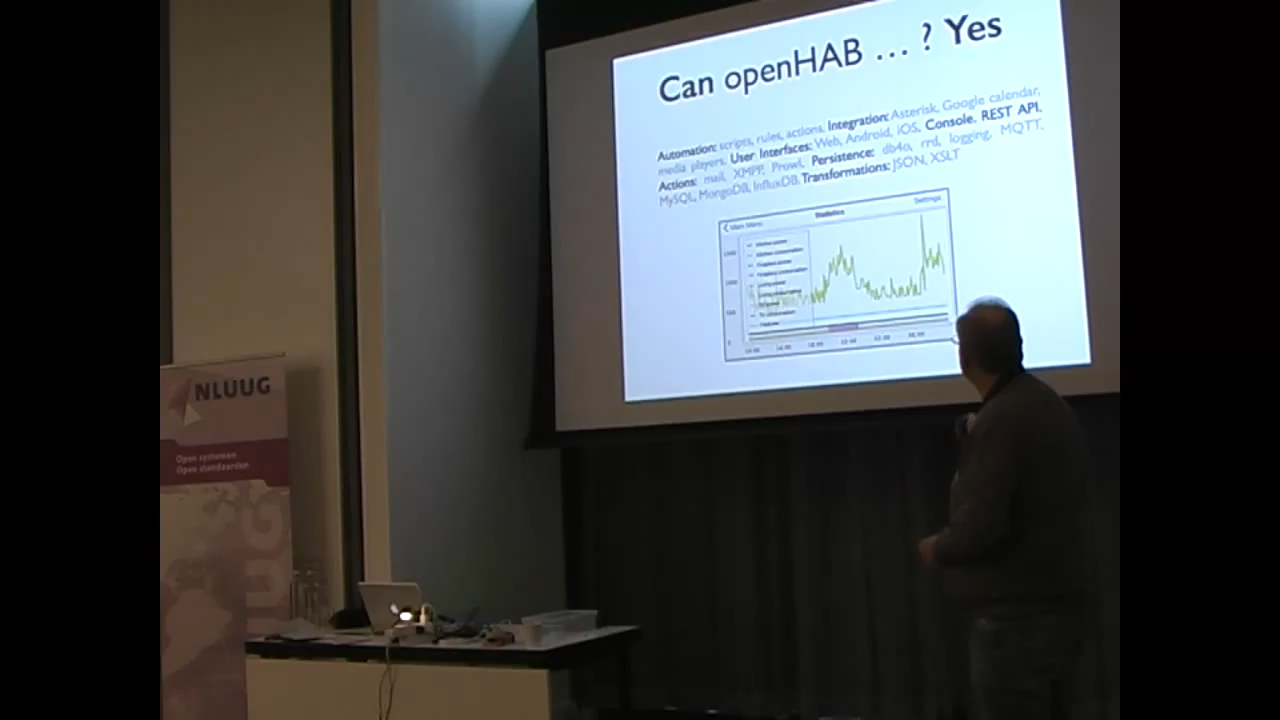 Can openHAB ... ? Yes
Automation: scripts, rules, actions. Integration: Asterisk, Google calendar,
media players. User Interfaces: Web, Android, iOS. Console. REST API.
Actions: mail, XMPP, Prowl. Persistence: db4o, rrd, logging, MQTT,
MySQL, MongoDB, InfluxDB. Transformations: JSON, XSLT
Main Menu Statistics Settings
NLUUG
Open systemen
Open standaarden